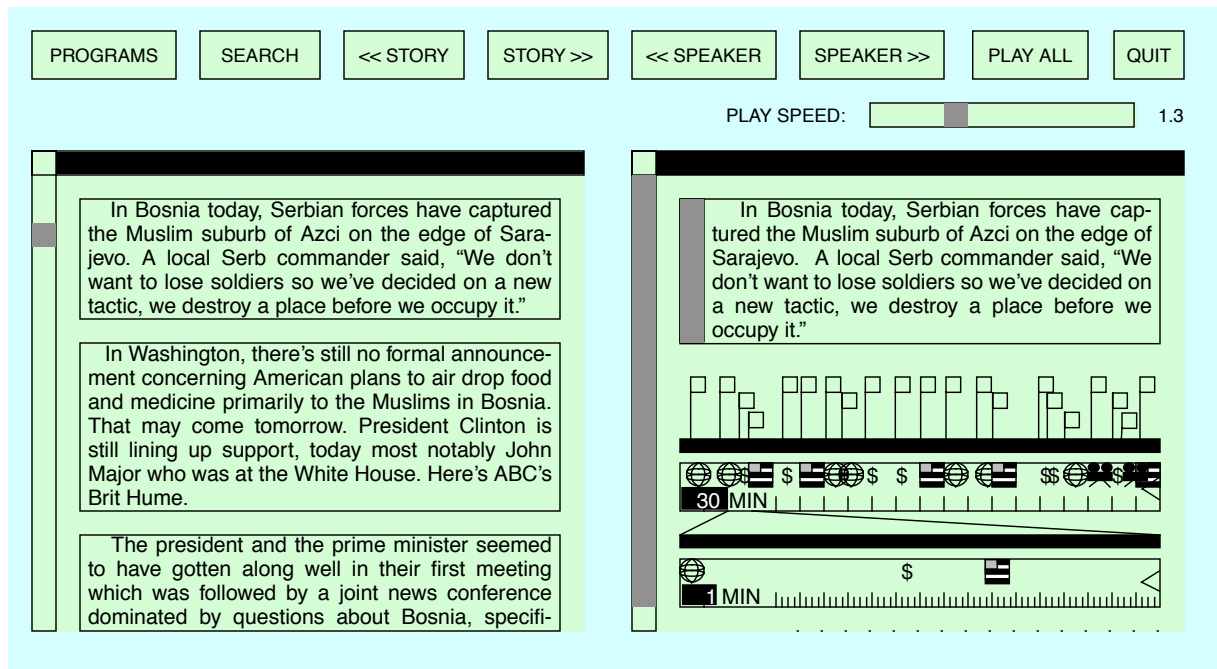 PROGRAMS SEARCH << STORY STORY >> << SPEAKER SPEAKER >> PLAY ALL QUIT
PLAY SPEED: 1.3
In Bosnia today, Serbian forces have captured
the Muslim suburb of Azci on the edge of Sara-
jevo. A local Serb commander said, “We don’t
want to lose soldiers so we’ve decided on a new
tactic, we destroy a place before we occupy it.”
In Washington, there’s still no formal announce-
ment concerning American plans to air drop food
and medicine primarily to the Muslims in Bosnia.
That may come tomorrow. President Clinton is
still lining up support, today most notably John
Major who was at the White House. Here’s ABC’s
Brit Hume.
The president and the prime minister seemed
to have gotten along well in their first meeting
which was followed by a joint news conference
dominated by questions about Bosnia, specifi-
In Bosnia today, Serbian forces have cap-
tured the Muslim suburb of Azci on the edge of
Sarajevo. A local Serb commander said, “We
don’t want to lose soldiers so we’ve decided on
a new tactic, we destroy a place before we
occupy it.”
$ $ $ $ $$ $
30 MIN
$
1 MIN